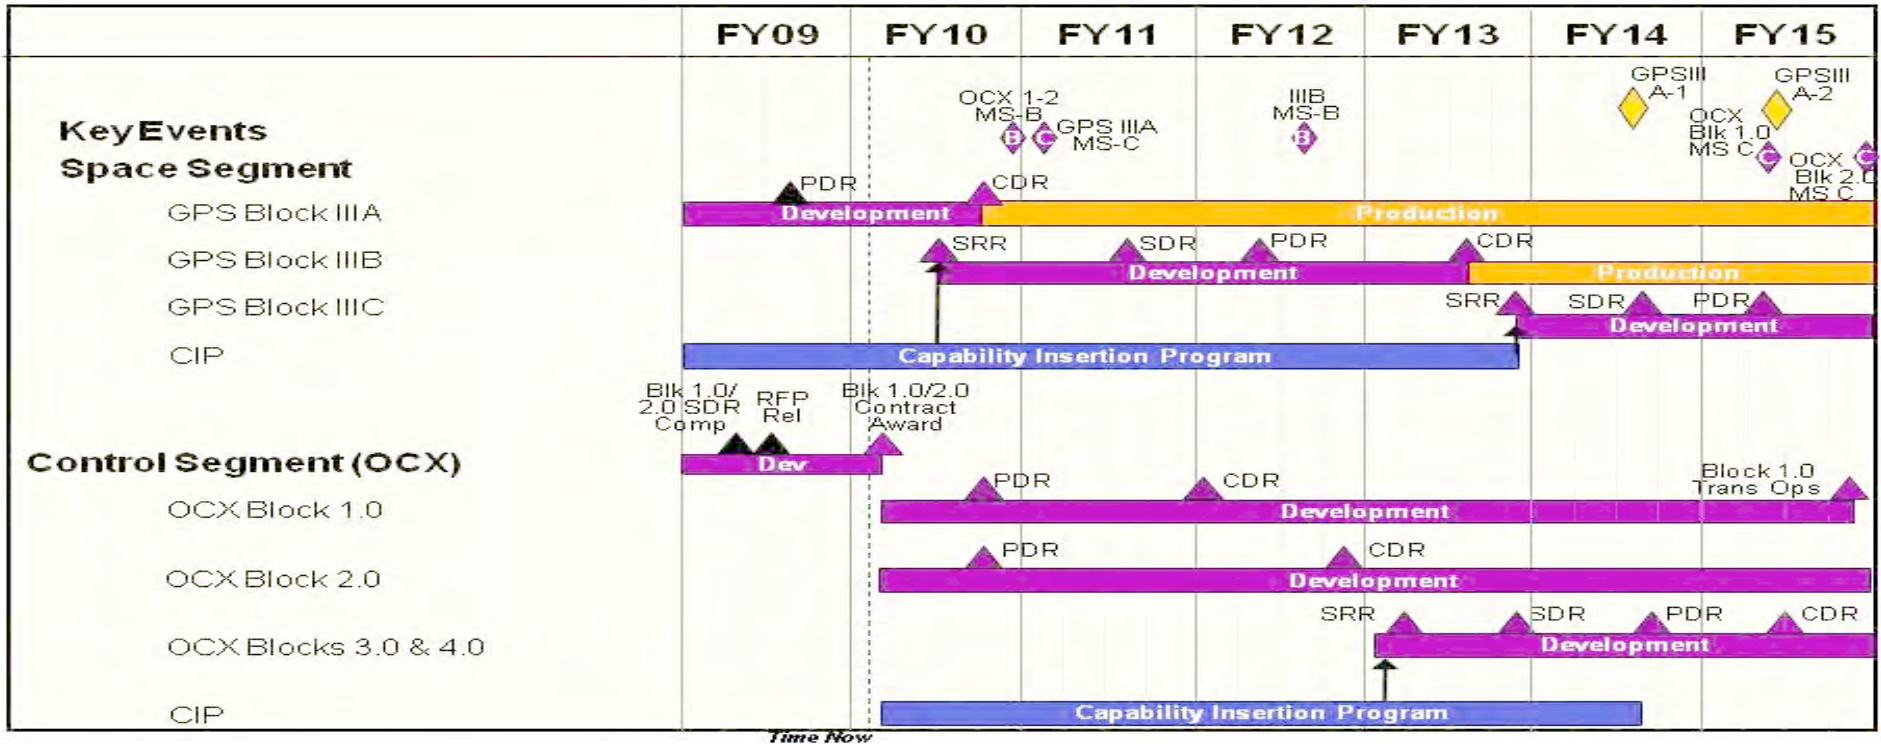 FY09 FY10 FY11 FY12 FY13 FY14 FY15
GPSIII
A-1
GPSIII
A-2
OCX 1-2
MS-B
IIIB
MS-B
Key Events
B
C
GPS IIIA
MS-C
B
OCX
Blk 1.0
MS C
C
OCX
Blk 2.0
MS C
C
Space Segment
PDR
CDR
GPS Block IIIA
Development
Production
SRR
SDR
PDR
CDR
GPS Block IIIB
Development
Production
GPS Block IIIC
SRR
SDR
PDR
Development
CIP
Capability Insertion Program
Blk 1.0/
2.0 SDR
Comp
RFP
Rel
Blk 1.0/2.0
Contract
Award
Control Segment (OCX)
Dev
PDR
CDR
Block 1.0
Trans Ops
OCX Block 1.0
Development
PDR
CDR
OCX Block 2.0
Development
SRR
SDR
PDR
CDR
OCX Blocks 3.0 & 4.0
Development
CIP
Capability Insertion Program
Time Now